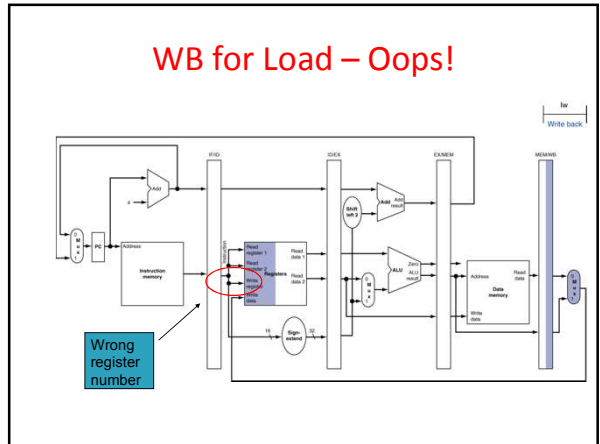 WB for Load – Oops!
lw
Write back
IF/ID
ID/EX
EX/MEM
MEM/WB
Add
4
Shift
left 2
Add
Add
result
0
M
u
x
1
PC
Address
Instruction
memory
Instruction
Read
register 1
Read
register 2
Write
register
Write
data
Registers
Read
data 1
Read
data 2
0
M
u
x
1
Zero
ALU
ALU
result
Address
Read
data
Data
memory
Write
data
0
M
u
x
1
16
Sign-
extend
32
Wrong
register
number